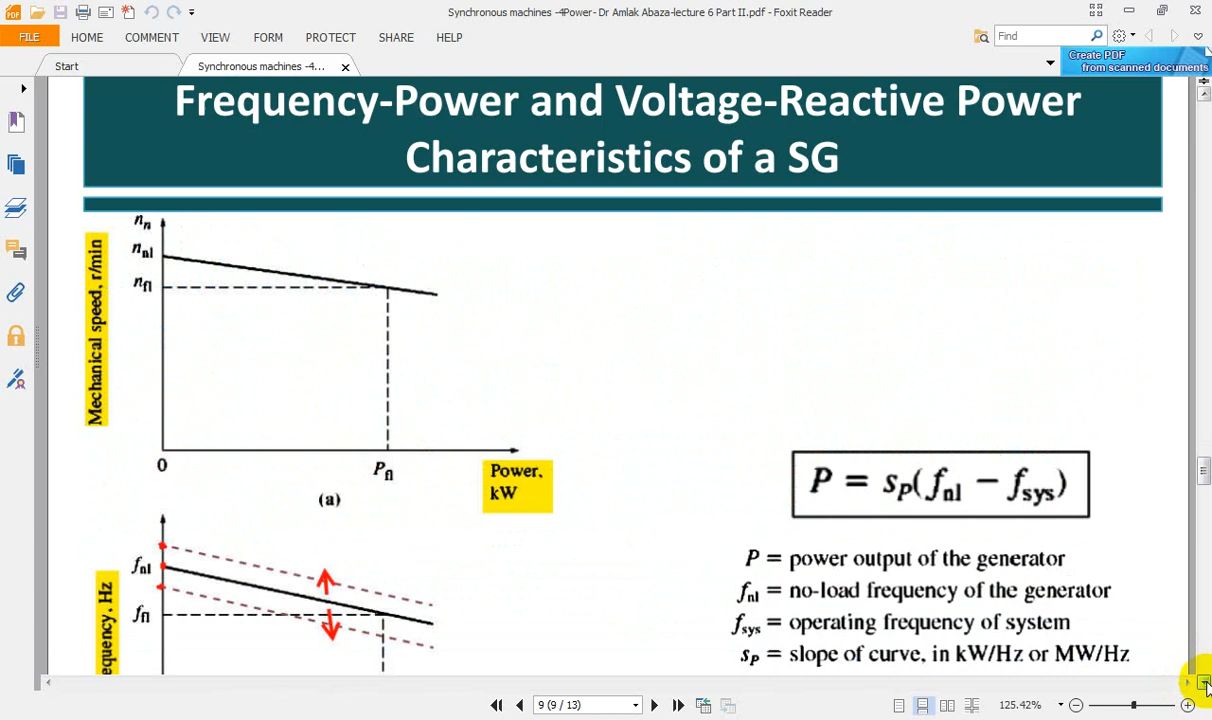 Synchronous machines -4Power- Dr Amlak Abaza-lecture 6 Part II.pdf - Foxit Reader
FILE HOME COMMENT VIEW FORM PROTECT SHARE HELP
Find
Start
Synchronous machines -4...
Create PDF
from scanned documents
Frequency-Power and Voltage-Reactive Power
Characteristics of a SG
Mechanical speed, r/min
nₙ
n_nl
n_fl
0
P_fl
Power,
kW
(a)
P = s_P(f_nl − f_sys)
f_nl
f_fl
equency, Hz
P = power output of the generator
f_nl = no-load frequency of the generator
f_sys = operating frequency of system
s_P = slope of curve, in kW/Hz or MW/Hz
9 (9 / 13)
125.42%